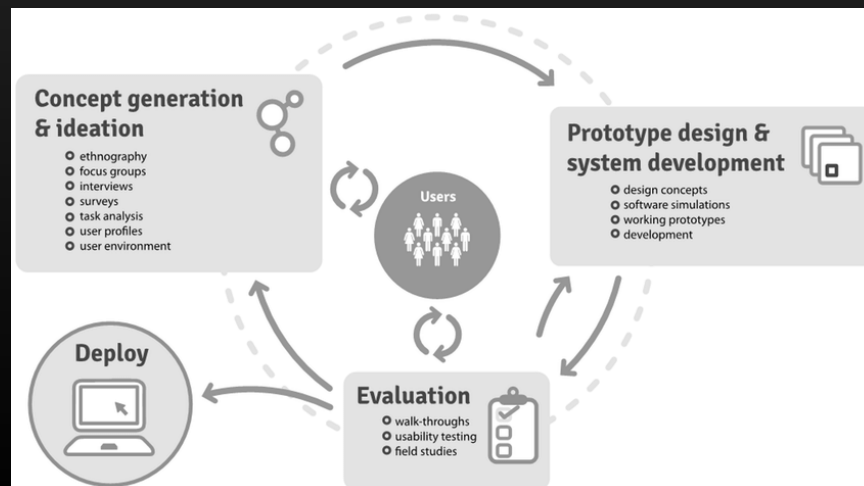 Concept generation
& ideation
ethnography
focus groups
interviews
surveys
task analysis
user profiles
user environment
Prototype design &
system development
design concepts
software simulations
working prototypes
development
Users
Deploy
Evaluation
walk-throughs
usability testing
field studies